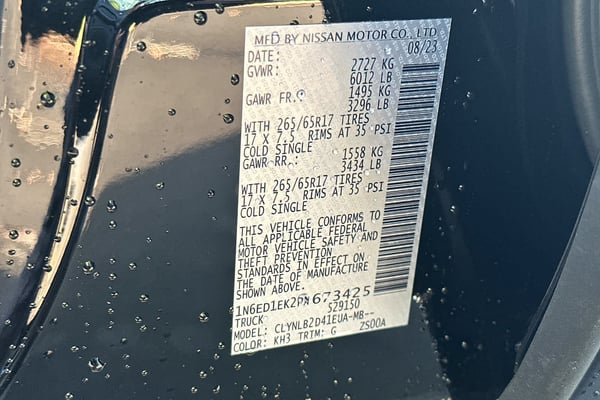 MFD BY NISSAN MOTOR CO., LTD
DATE: 08/23
GVWR: 2727 KG
6012 LB
GAWR FR.: 1495 KG
3296 LB
WITH 265/65R17 TIRES
17 X 7.5 RIMS AT 35 PSI
COLD SINGLE
GAWR RR.: 1558 KG
3434 LB
WITH 265/65R17 TIRES
17 X 7.5 RIMS AT 35 PSI
COLD SINGLE
THIS VEHICLE CONFORMS TO
ALL APPLICABLE FEDERAL
MOTOR VEHICLE SAFETY AND
THEFT PREVENTION
STANDARDS IN EFFECT ON
THE DATE OF MANUFACTURE
SHOWN ABOVE.
1N6ED1EK2PN673425
TRUCK: 529150
MODEL: CLYNLB2D41EUA-MB--
COLOR: KH3 TRIM: G ZS00A